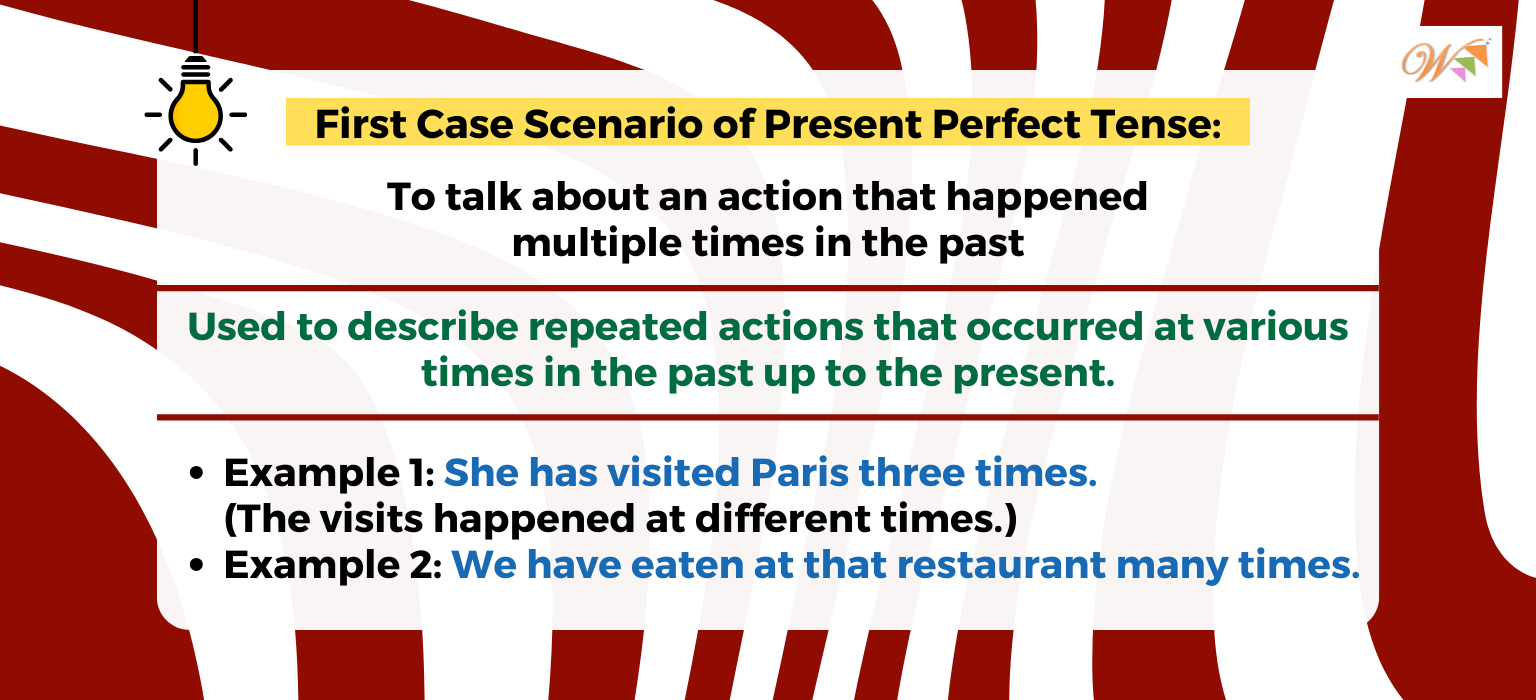 W
First Case Scenario of Present Perfect Tense:
To talk about an action that happened
multiple times in the past
Used to describe repeated actions that occurred at various
times in the past up to the present.
• Example 1: She has visited Paris three times.
(The visits happened at different times.)
• Example 2: We have eaten at that restaurant many times.